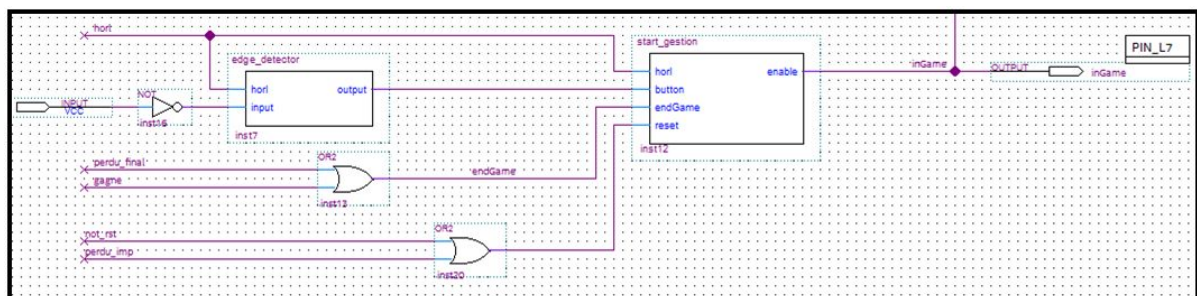 horl
start_gestion
PIN_L7
edge_detector
inGame
OUTPUT
inGame
horl
enable
horl
output
button
NOT
INPUT
VCC
input
endGame
inst16
inst7
reset
perdu_final
OR2
inst12
gagne
endGame
inst13
not_rst
OR2
perdu_imp
inst20